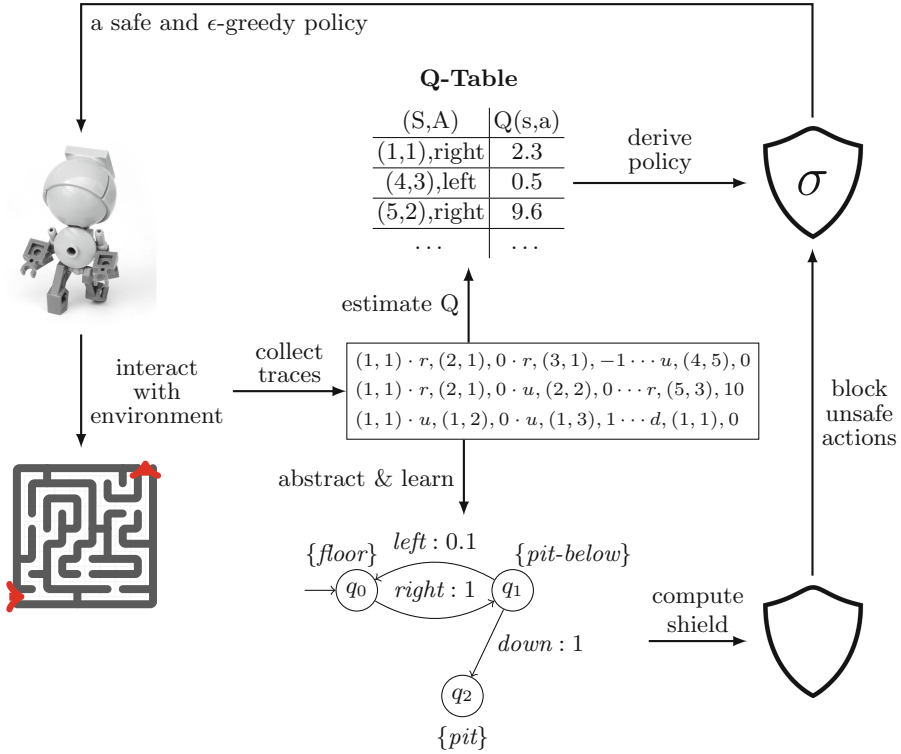 a safe and ϵ-greedy policy
Q-Table
(S,A) Q(s,a)
(1,1),right 2.3
(4,3),left 0.5
(5,2),right 9.6
... ...
derive
policy
σ
estimate Q
interact
with
environment
collect
traces
(1, 1) · r, (2, 1), 0 · r, (3, 1), −1 · · · u, (4, 5), 0
(1, 1) · r, (2, 1), 0 · u, (2, 2), 0 · · · r, (5, 3), 10
(1, 1) · u, (1, 2), 0 · u, (1, 3), 1 · · · d, (1, 1), 0
block
unsafe
actions
abstract & learn
{floor} left : 0.1 {pit-below}
q0 right : 1 q1
compute
shield
down : 1
q2
{pit}